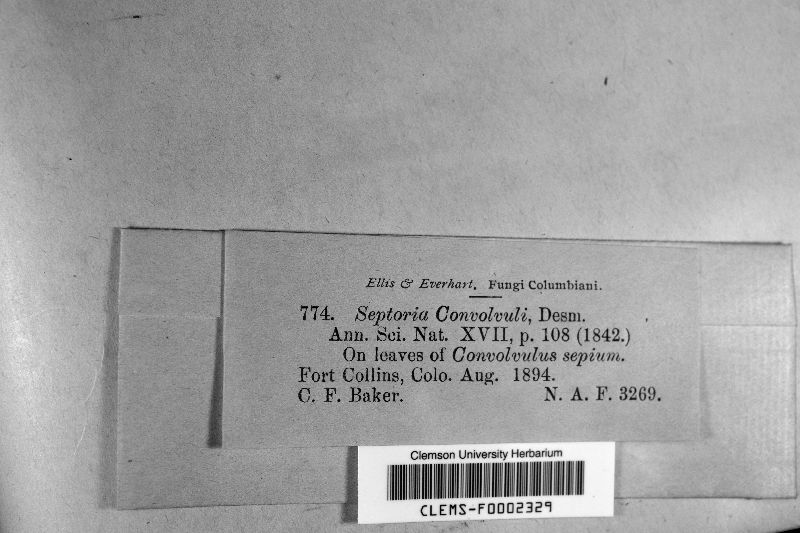 Ellis & Everhart. Fungi Columbiani.
774. Septoria Convolvuli, Desm.
Ann. Sci. Nat. XVII, p. 108 (1842.)
On leaves of Convolvulus sepium.
Fort Collins, Colo. Aug. 1894.
C. F. Baker. N. A. F. 3269.
Clemson University Herbarium
CLEMS-F0002329